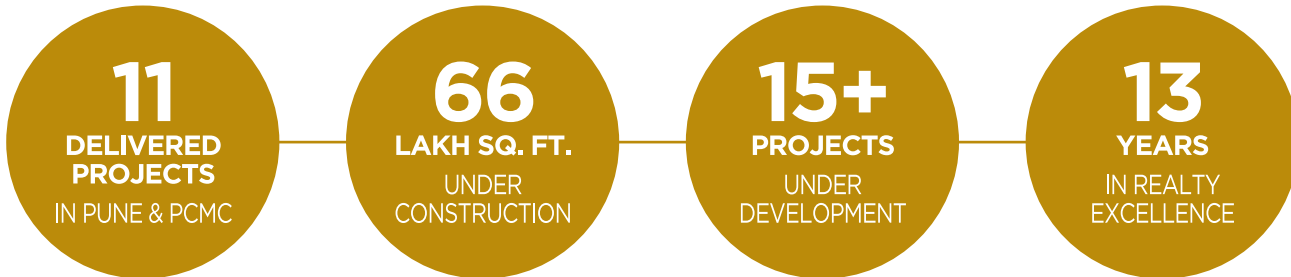 11
DELIVERED
PROJECTS
IN PUNE & PCMC
66
LAKH SQ. FT.
UNDER
CONSTRUCTION
15+
PROJECTS
UNDER
DEVELOPMENT
13
YEARS
IN REALTY
EXCELLENCE